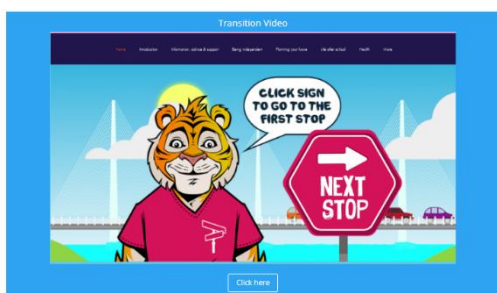 Transition Video
Home Introduction Information, advice & support Being independent Planning your future Life after school Health More
CLICK SIGN
TO GO TO THE
FIRST STOP
NEXT
STOP
Click here